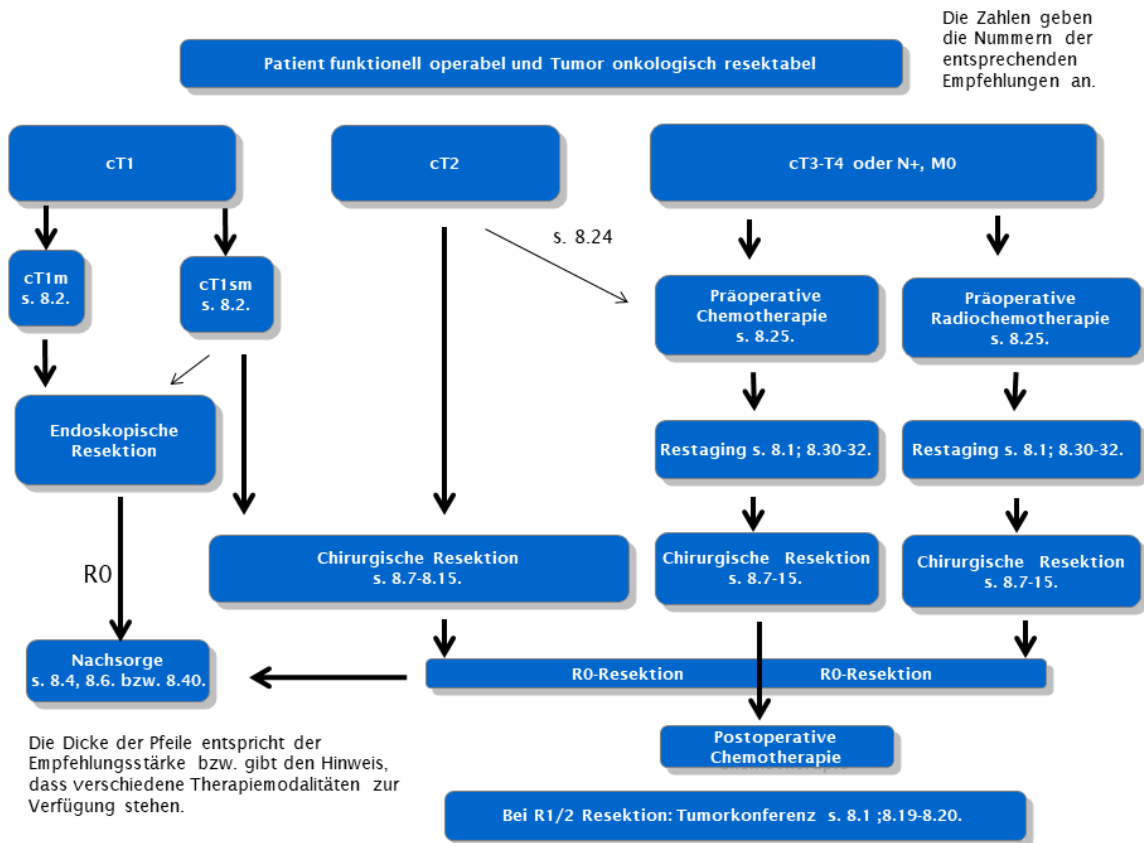 Die Zahlen geben
die Nummern der
entsprechenden
Empfehlungen an.
Patient funktionell operabel und Tumor onkologisch resektabel
cT1
cT2
cT3-T4 oder N+, M0
s. 8.24
cT1m
s. 8.2.
cT1sm
s. 8.2.
Präoperative
Chemotherapie
s. 8.25.
Präoperative
Radiochemotherapie
s. 8.25.
Endoskopische
Resektion
Restaging s. 8.1; 8.30-32.
Restaging s. 8.1; 8.30-32.
Chirurgische Resektion
s. 8.7-8.15.
Chirurgische Resektion
s. 8.7-15.
Chirurgische Resektion
s. 8.7-15.
R0
Nachsorge
s. 8.4, 8.6. bzw. 8.40.
R0-Resektion
R0-Resektion
Postoperative
Chemotherapie
Die Dicke der Pfeile entspricht der
Empfehlungsstärke bzw. gibt den Hinweis,
dass verschiedene Therapiemodalitäten zur
Verfügung stehen.
Bei R1/2 Resektion: Tumorkonferenz s. 8.1 ;8.19-8.20.